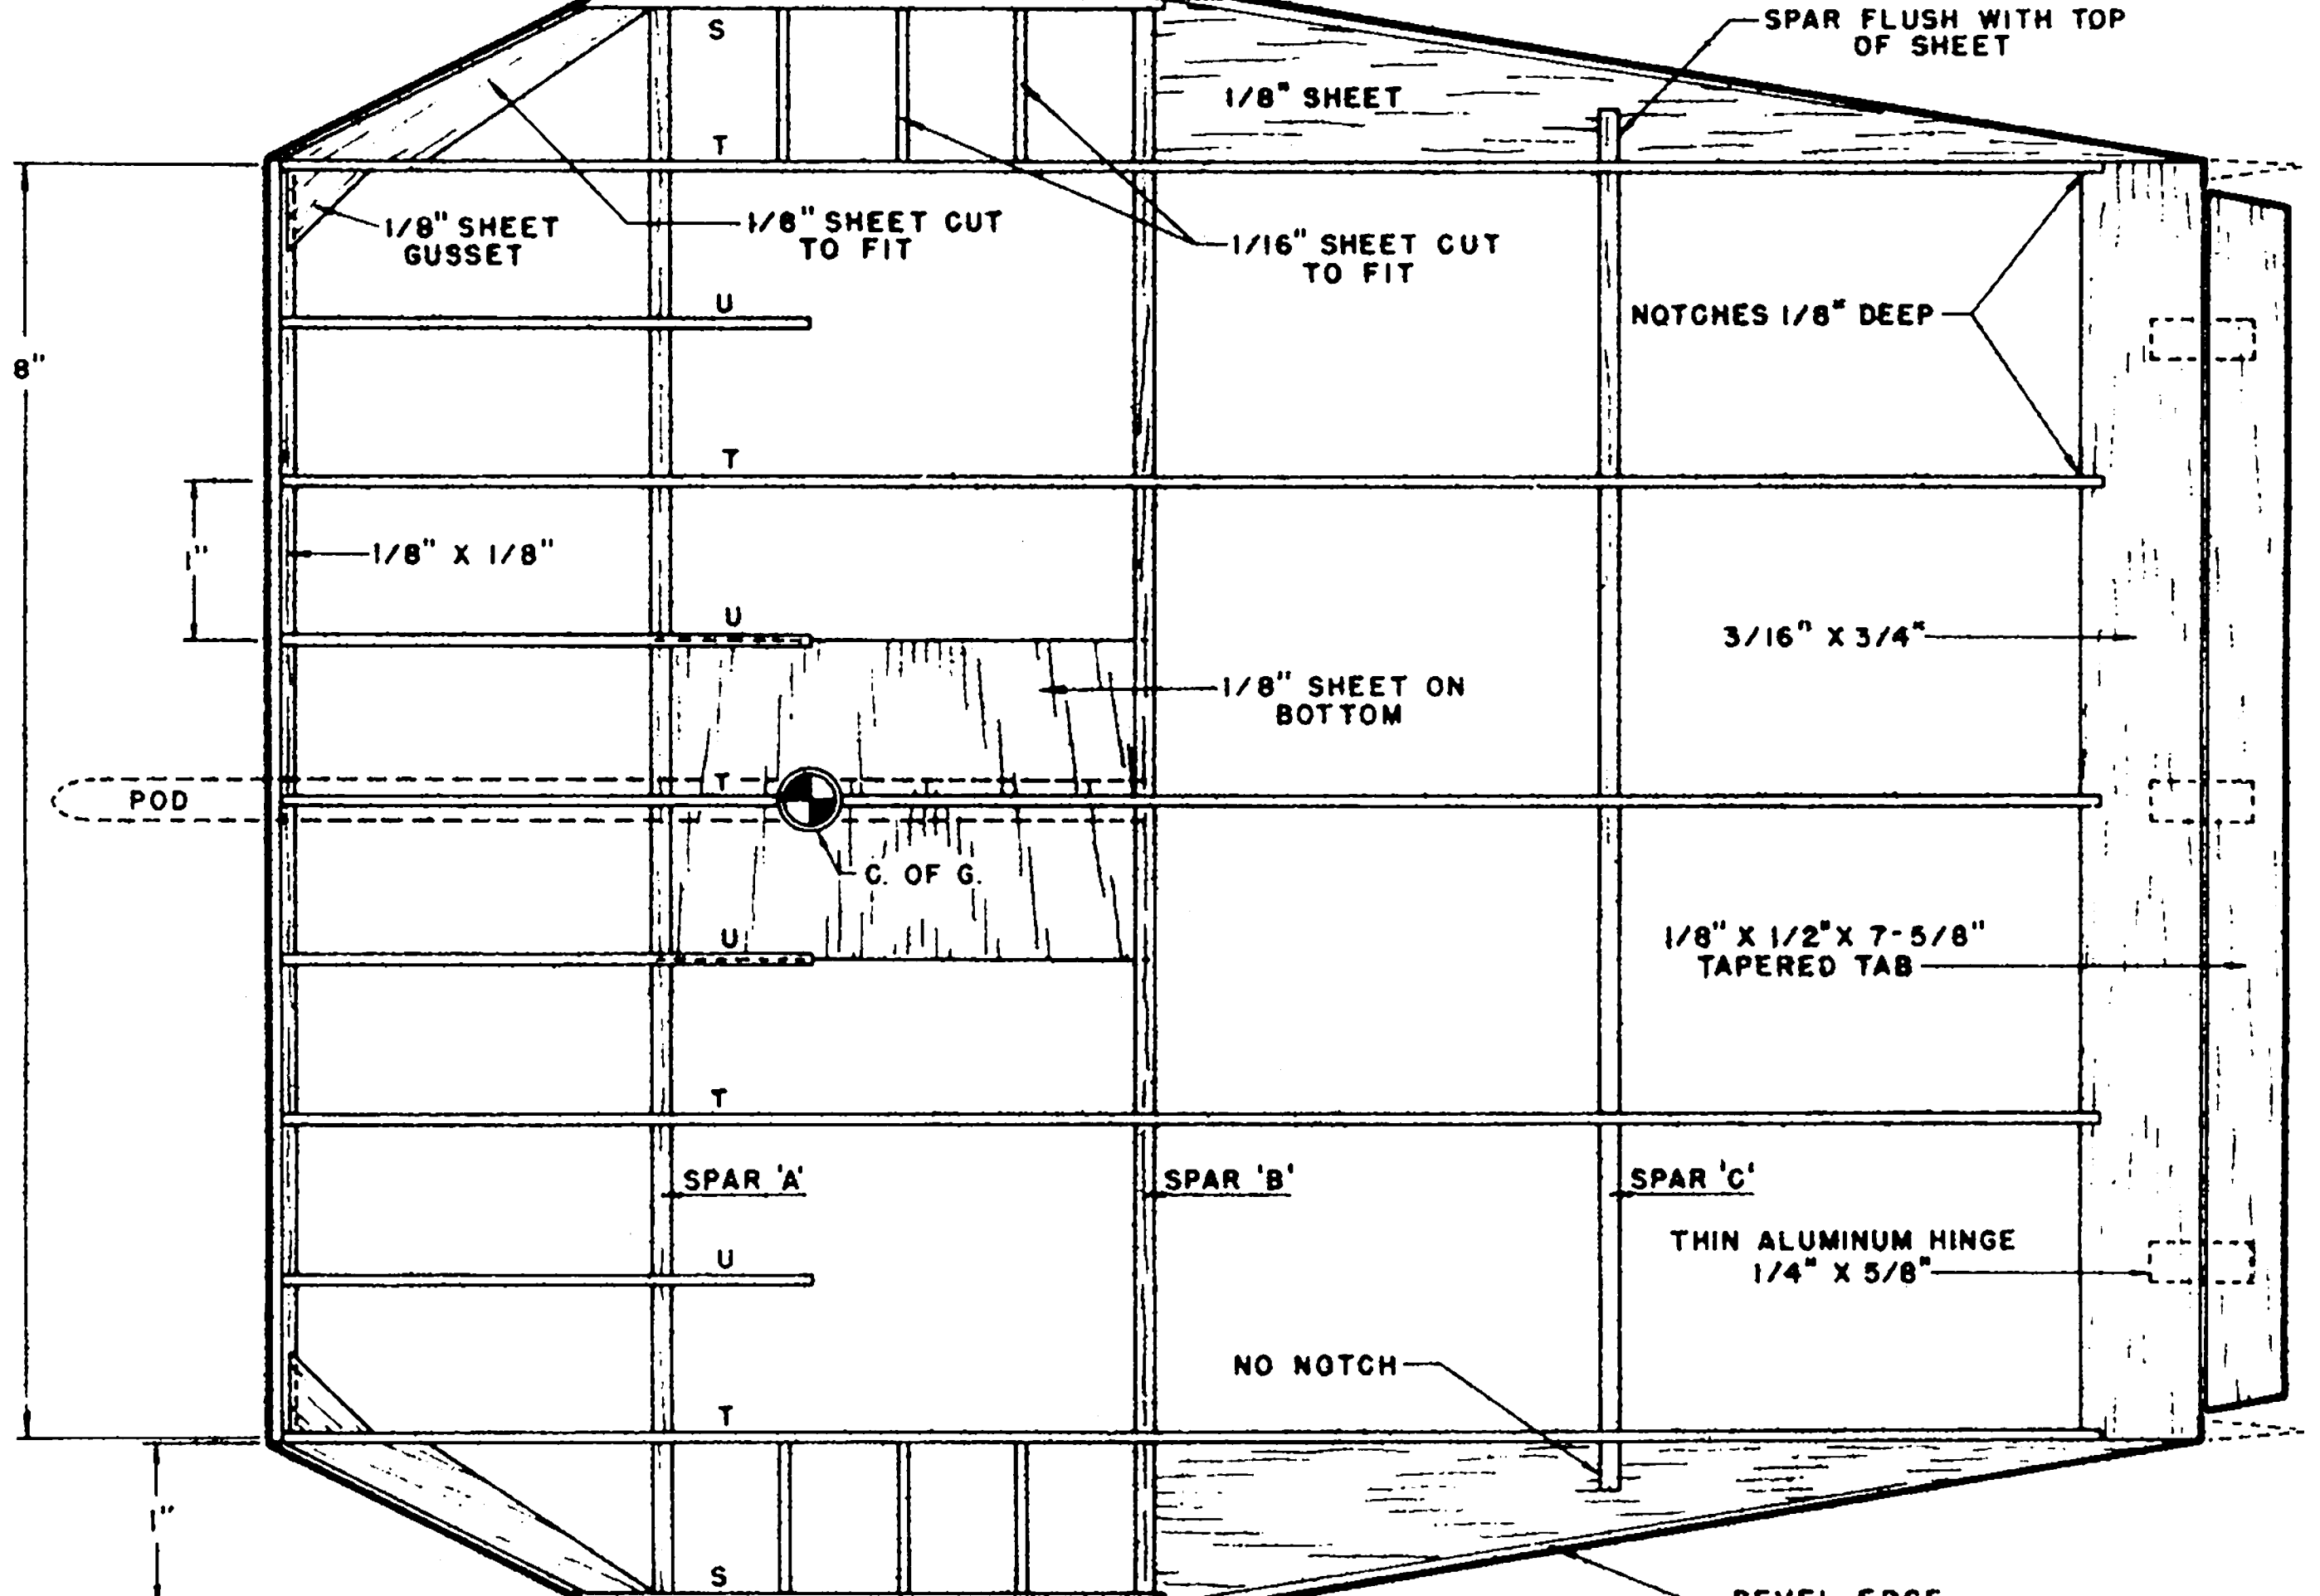 S
SPAR FLUSH WITH TOP
OF SHEET
1/8" SHEET
T
1/8" SHEET
GUSSET
1/8" SHEET CUT
TO FIT
1/16" SHEET CUT
TO FIT
U
NOTCHES 1/8" DEEP
8"
T
1"
1/8" X 1/8"
U
3/16" X 3/4"
1/8" SHEET ON
BOTTOM
POD
T
C. OF G.
U
1/8" X 1/2" X 7-5/8"
TAPERED TAB
T
SPAR 'A'
SPAR 'B'
SPAR 'C'
U
THIN ALUMINUM HINGE
1/4" X 5/8"
NO NOTCH
T
1"
S
BEVEL EDGE